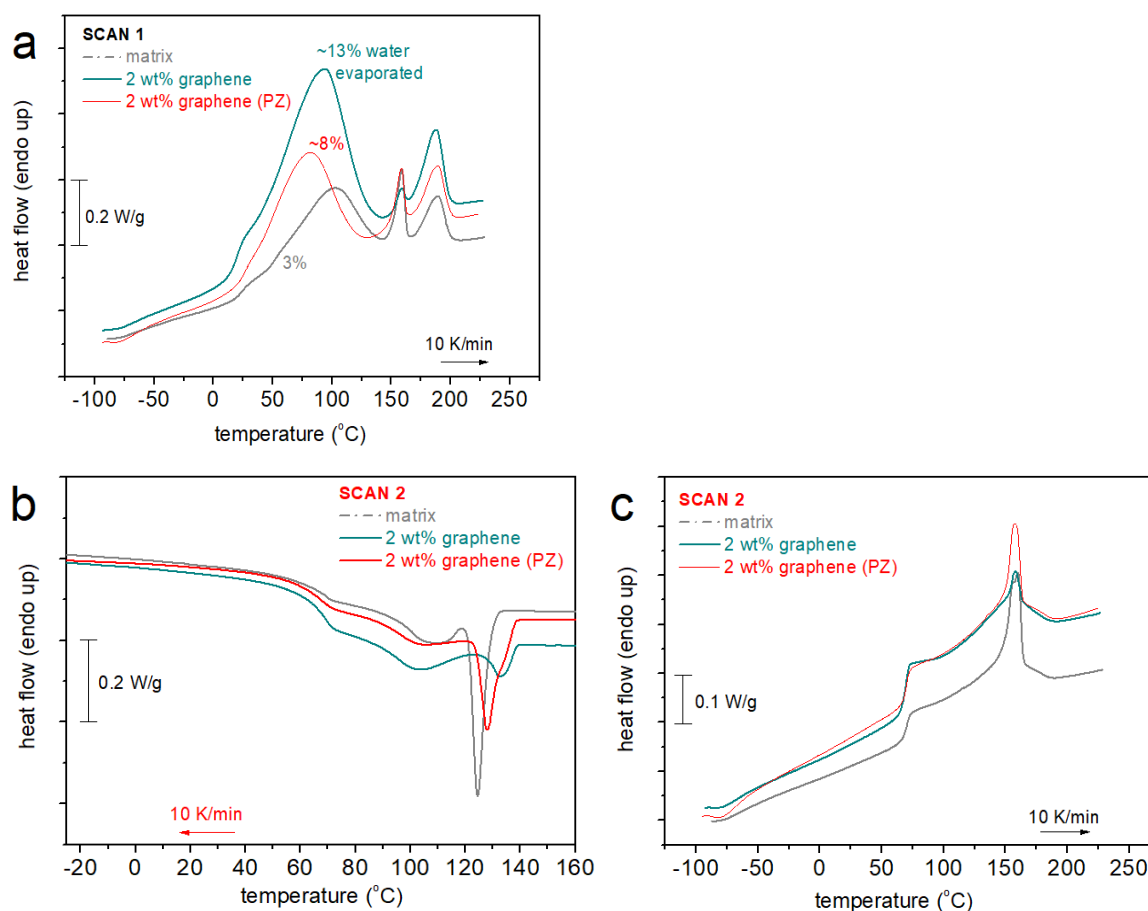 a
SCAN 1
matrix
2 wt% graphene
2 wt% graphene (PZ)
~13% water
evaporated
~8%
3%
0.2 W/g
10 K/min
heat flow (endo up)
-100 -50 0 50 100 150 200 250
temperature (°C)
b
SCAN 2
matrix
2 wt% graphene
2 wt% graphene (PZ)
0.2 W/g
10 K/min
heat flow (endo up)
-20 0 20 40 60 80 100 120 140 160
temperature (°C)
c
SCAN 2
matrix
2 wt% graphene
2 wt% graphene (PZ)
0.1 W/g
10 K/min
heat flow (endo up)
-100 -50 0 50 100 150 200 250
temperature (°C)